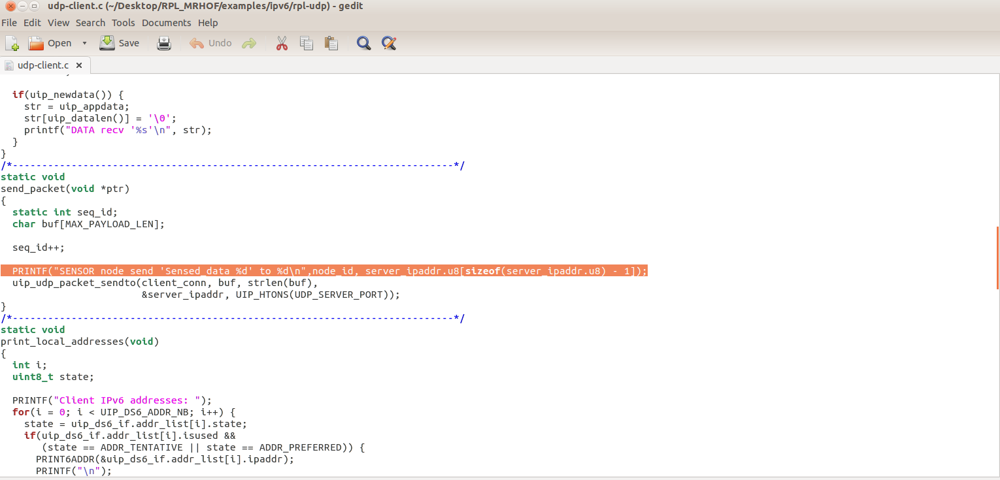 udp-client.c (~/Desktop/RPL_MRHOF/examples/ipv6/rpl-udp) - gedit
File Edit View Search Tools Documents Help
Open Save Undo
udp-client.c
  if(uip_newdata()) {
    str = uip_appdata;
    str[uip_datalen()] = '\0';
    printf("DATA recv '%s'\n", str);
  }
}
/*---------------------------------------------------------------------------*/
static void
send_packet(void *ptr)
{
  static int seq_id;
  char buf[MAX_PAYLOAD_LEN];
  seq_id++;
  PRINTF("SENSOR node send 'Sensed_data %d' to %d\n",node_id, server_ipaddr.u8[sizeof(server_ipaddr.u8) - 1]);
  uip_udp_packet_sendto(client_conn, buf, strlen(buf),
                        &server_ipaddr, UIP_HTONS(UDP_SERVER_PORT));
}
/*---------------------------------------------------------------------------*/
static void
print_local_addresses(void)
{
  int i;
  uint8_t state;
  PRINTF("Client IPv6 addresses: ");
  for(i = 0; i < UIP_DS6_ADDR_NB; i++) {
    state = uip_ds6_if.addr_list[i].state;
    if(uip_ds6_if.addr_list[i].isused &&
       (state == ADDR_TENTATIVE || state == ADDR_PREFERRED)) {
      PRINT6ADDR(&uip_ds6_if.addr_list[i].ipaddr);
      PRINTF("\n");